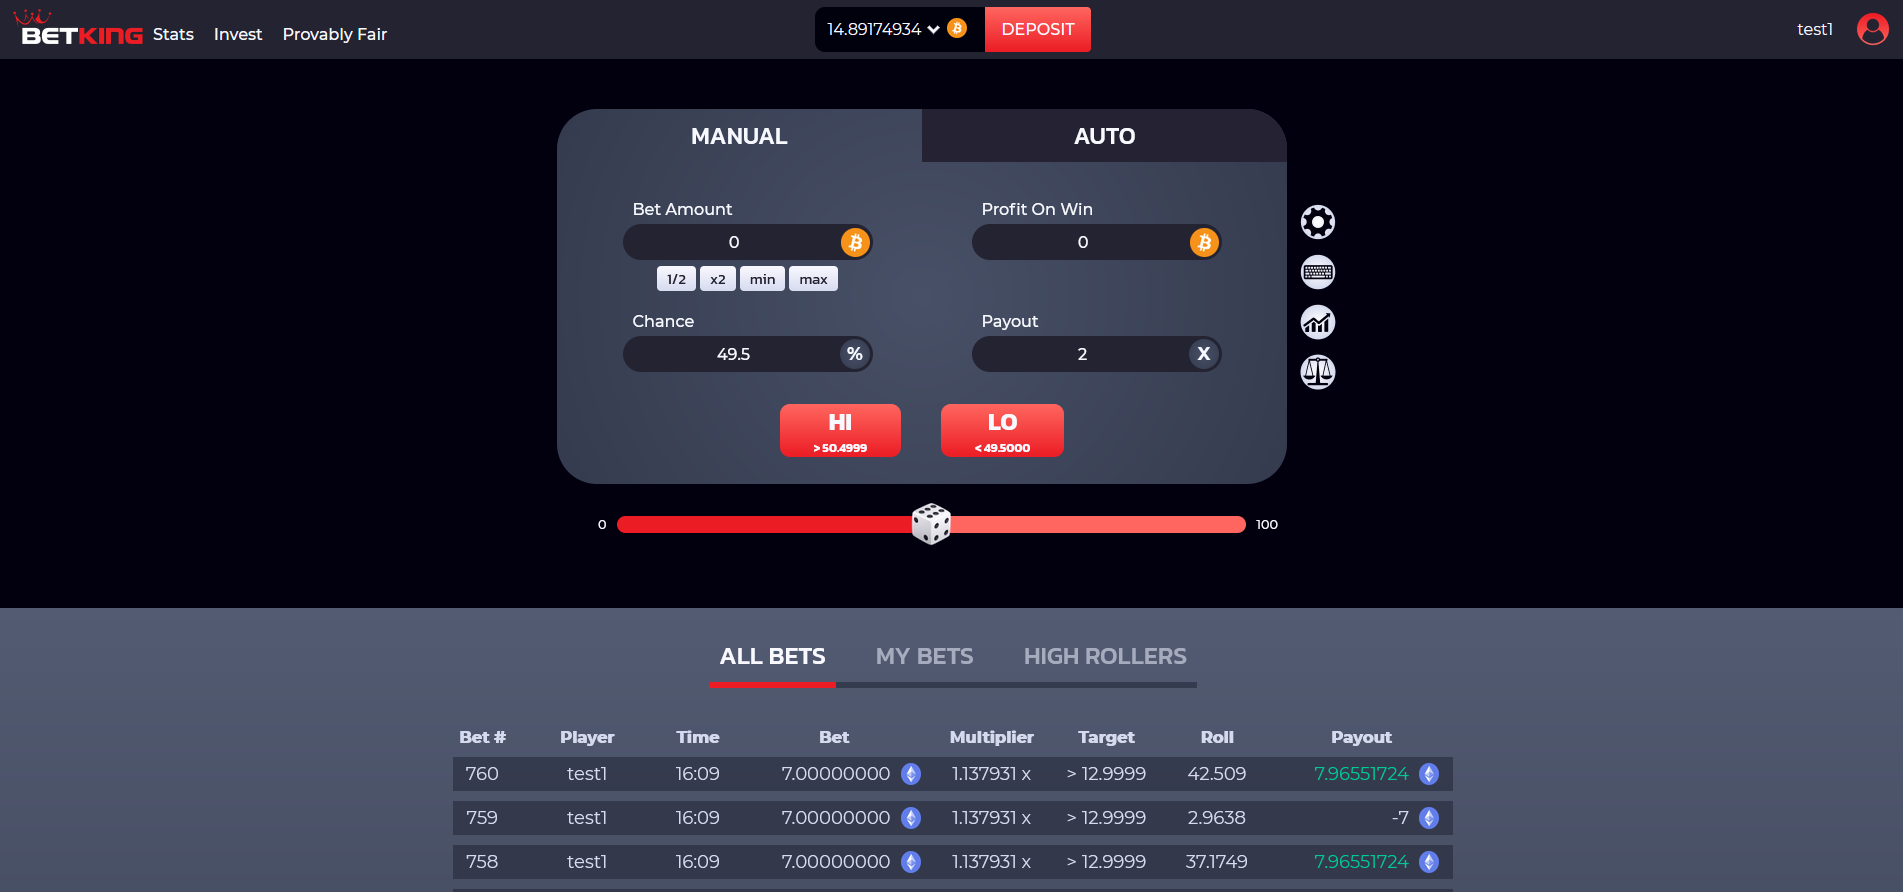 BETKING Stats Invest Provably Fair 14.89174934 DEPOSIT test1
MANUAL AUTO
Bet Amount Profit On Win
0 0
1/2 x2 min max
Chance Payout
49.5 % 2 X
HI LO
> 50.4999 < 49.5000
0 100
ALL BETS MY BETS HIGH ROLLERS
Bet # Player Time Bet Multiplier Target Roll Payout
760 test1 16:09 7.00000000 1.137931 x > 12.9999 42.509 7.96551724
759 test1 16:09 7.00000000 1.137931 x > 12.9999 2.9638 -7
758 test1 16:09 7.00000000 1.137931 x > 12.9999 37.1749 7.96551724